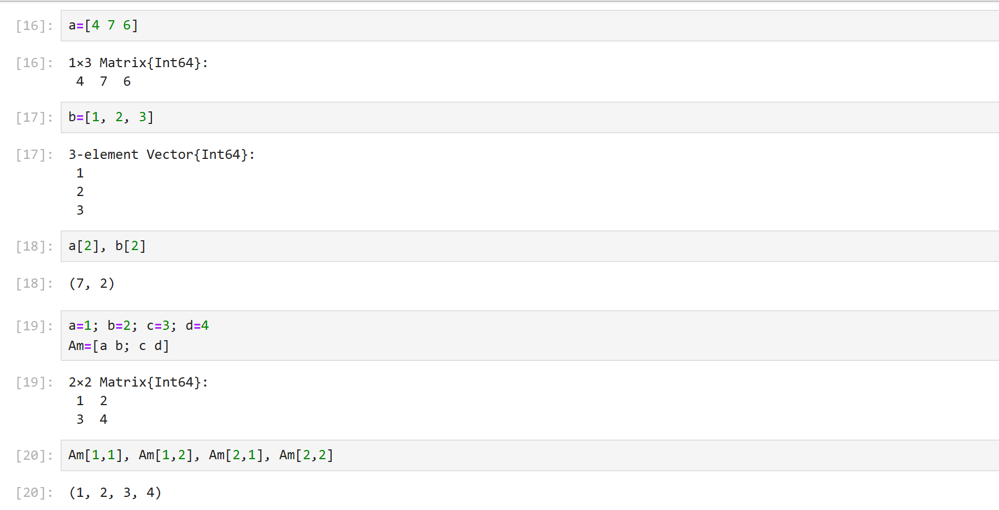 [16]: a=[4 7 6]
[16]: 1×3 Matrix{Int64}:
4 7 6
[17]: b=[1, 2, 3]
[17]: 3-element Vector{Int64}:
1
2
3
[18]: a[2], b[2]
[18]: (7, 2)
[19]: a=1; b=2; c=3; d=4
Am=[a b; c d]
[19]: 2×2 Matrix{Int64}:
1 2
3 4
[20]: Am[1,1], Am[1,2], Am[2,1], Am[2,2]
[20]: (1, 2, 3, 4)